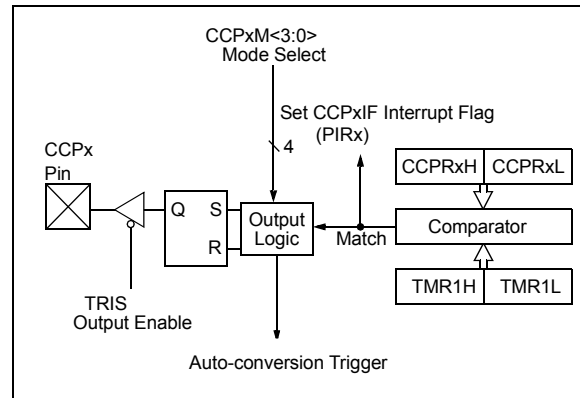 CCPxM<3:0>
Mode Select
Set CCPxIF Interrupt Flag
(PIRx)
4
CCPx
Pin
CCPRxH CCPRxL
Q S
R
Output
Logic
Match
Comparator
TRIS
Output Enable
TMR1H TMR1L
Auto-conversion Trigger